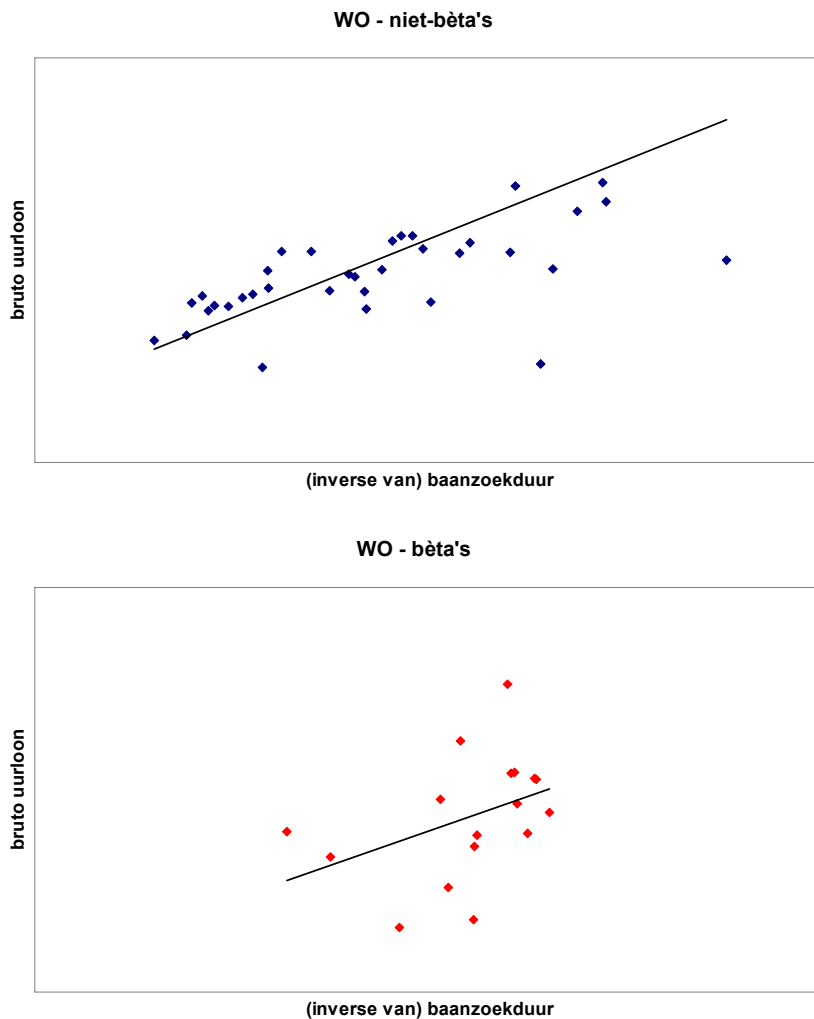 WO - niet-bèta's
bruto uurloon
(inverse van) baanzoekduur
WO - bèta's
bruto uurloon
(inverse van) baanzoekduur